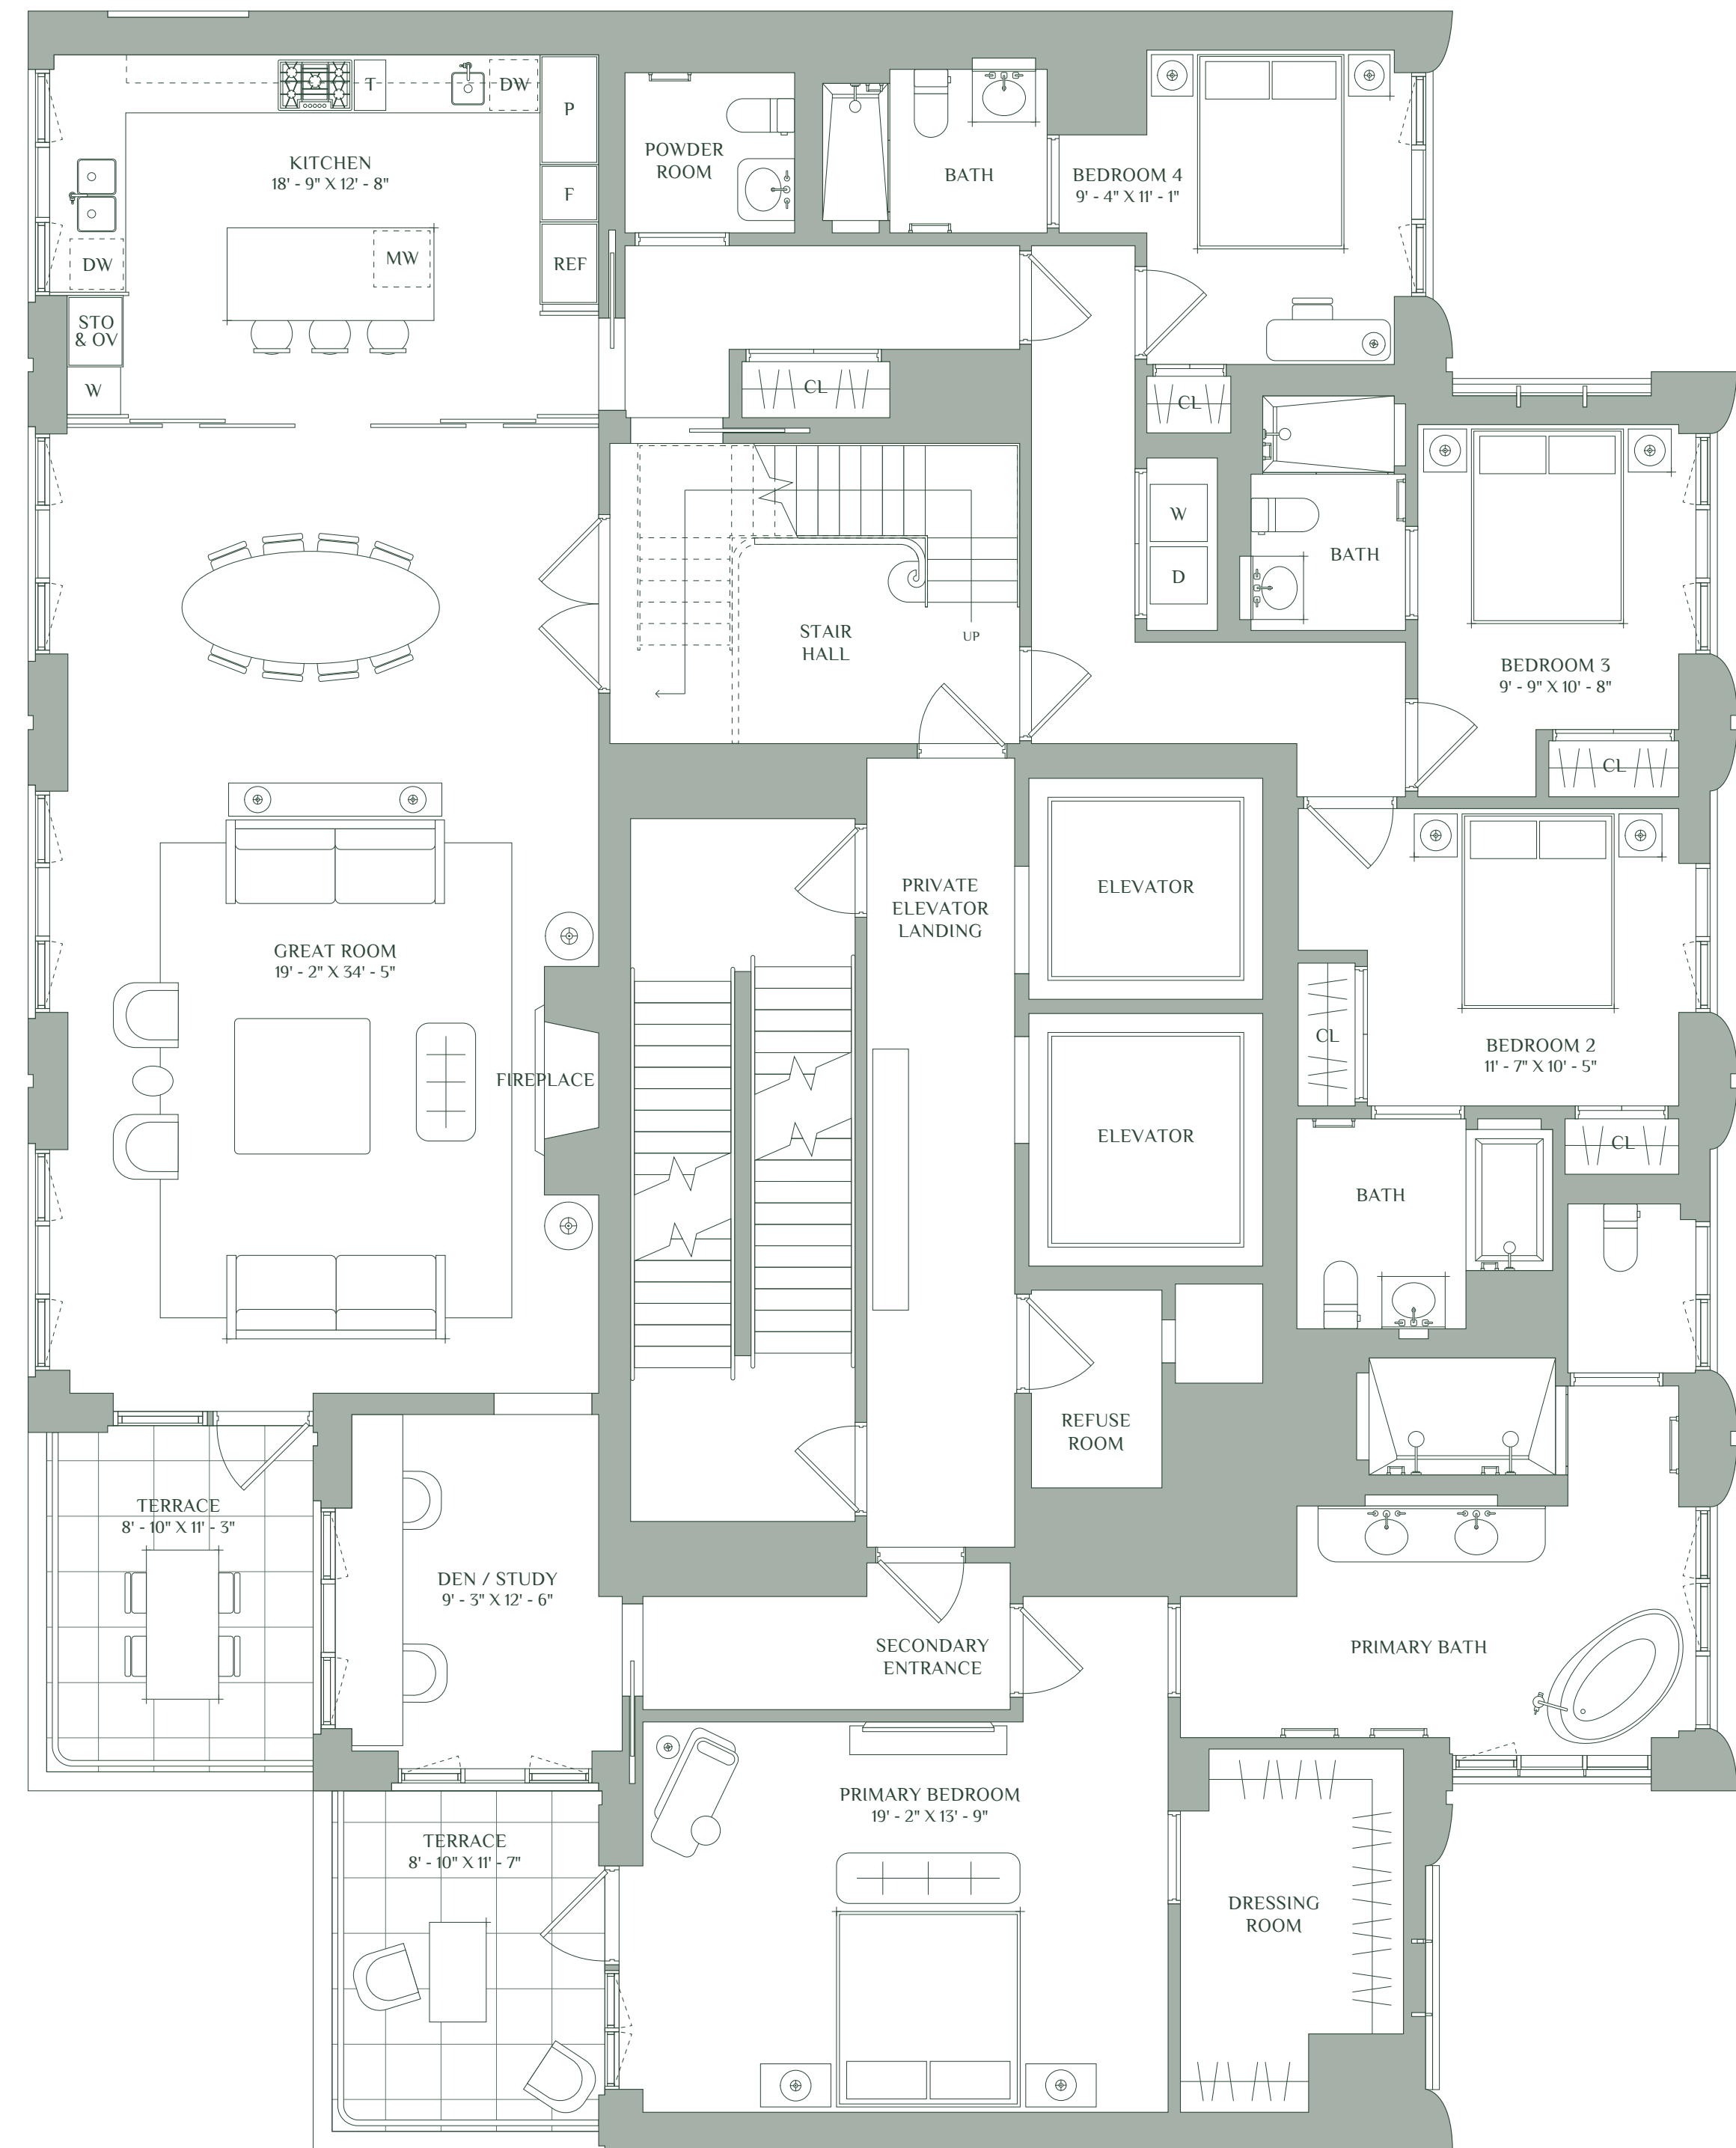 T
DW
P
KITCHEN
18' - 9" X 12' - 8"
F
DW
MW
REF
STO
& OV
W
POWDER
ROOM
BATH
BEDROOM 4
9' - 4" X 11' - 1"
CL
CL
W
D
BATH
STAIR
HALL
UP
BEDROOM 3
9' - 9" X 10' - 8"
CL
PRIVATE
ELEVATOR
LANDING
ELEVATOR
GREAT ROOM
19' - 2" X 34' - 5"
FIREPLACE
CL
BEDROOM 2
11' - 7" X 10' - 5"
ELEVATOR
CL
BATH
REFUSE
ROOM
TERRACE
8' - 10" X 11' - 3"
DEN / STUDY
9' - 3" X 12' - 6"
SECONDARY
ENTRANCE
PRIMARY BATH
PRIMARY BEDROOM
19' - 2" X 13' - 9"
TERRACE
8' - 10" X 11' - 7"
DRESSING
ROOM